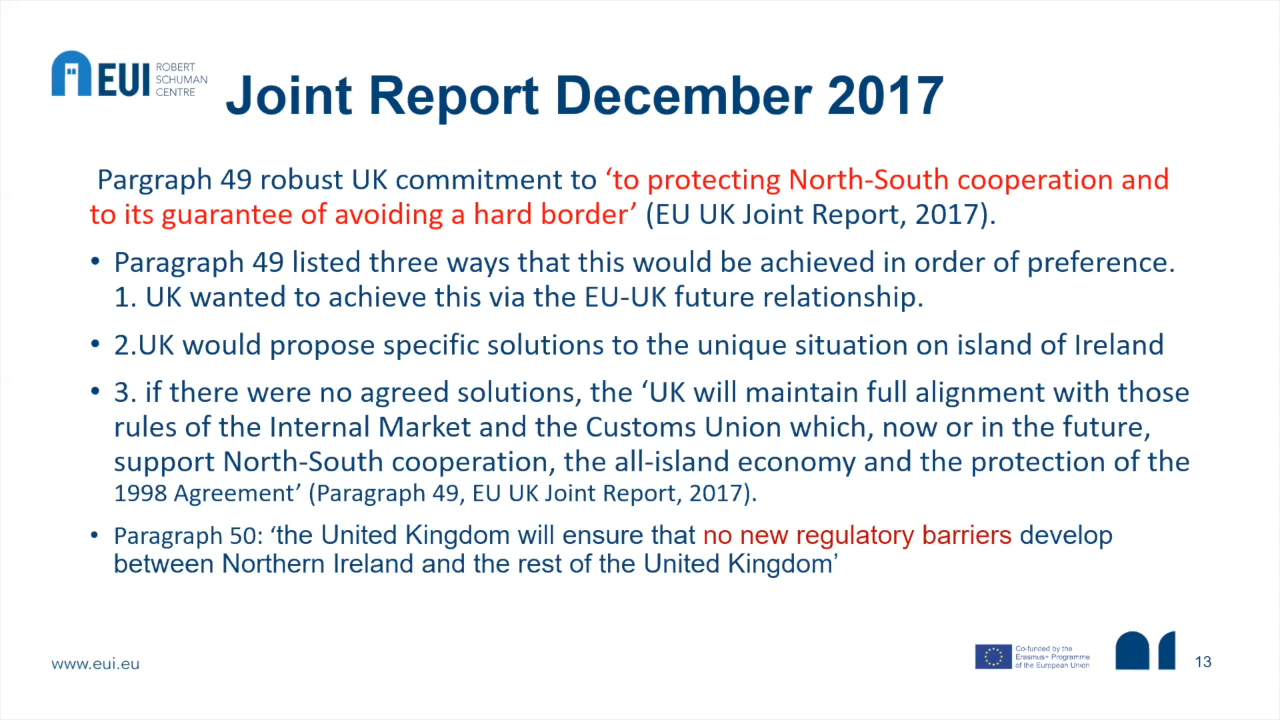 EUI
ROBERT
SCHUMAN
CENTRE
Joint Report December 2017
Pargraph 49 robust UK commitment to ‘to protecting North-South cooperation and
to its guarantee of avoiding a hard border’ (EU UK Joint Report, 2017).
• Paragraph 49 listed three ways that this would be achieved in order of preference.
1. UK wanted to achieve this via the EU-UK future relationship.
• 2.UK would propose specific solutions to the unique situation on island of Ireland
• 3. if there were no agreed solutions, the ‘UK will maintain full alignment with those
rules of the Internal Market and the Customs Union which, now or in the future,
support North-South cooperation, the all-island economy and the protection of the
1998 Agreement’ (Paragraph 49, EU UK Joint Report, 2017).
• Paragraph 50: ‘the United Kingdom will ensure that no new regulatory barriers develop
between Northern Ireland and the rest of the United Kingdom’
www.eui.eu
Co-funded by the
Erasmus+ Programme
of the European Union
13